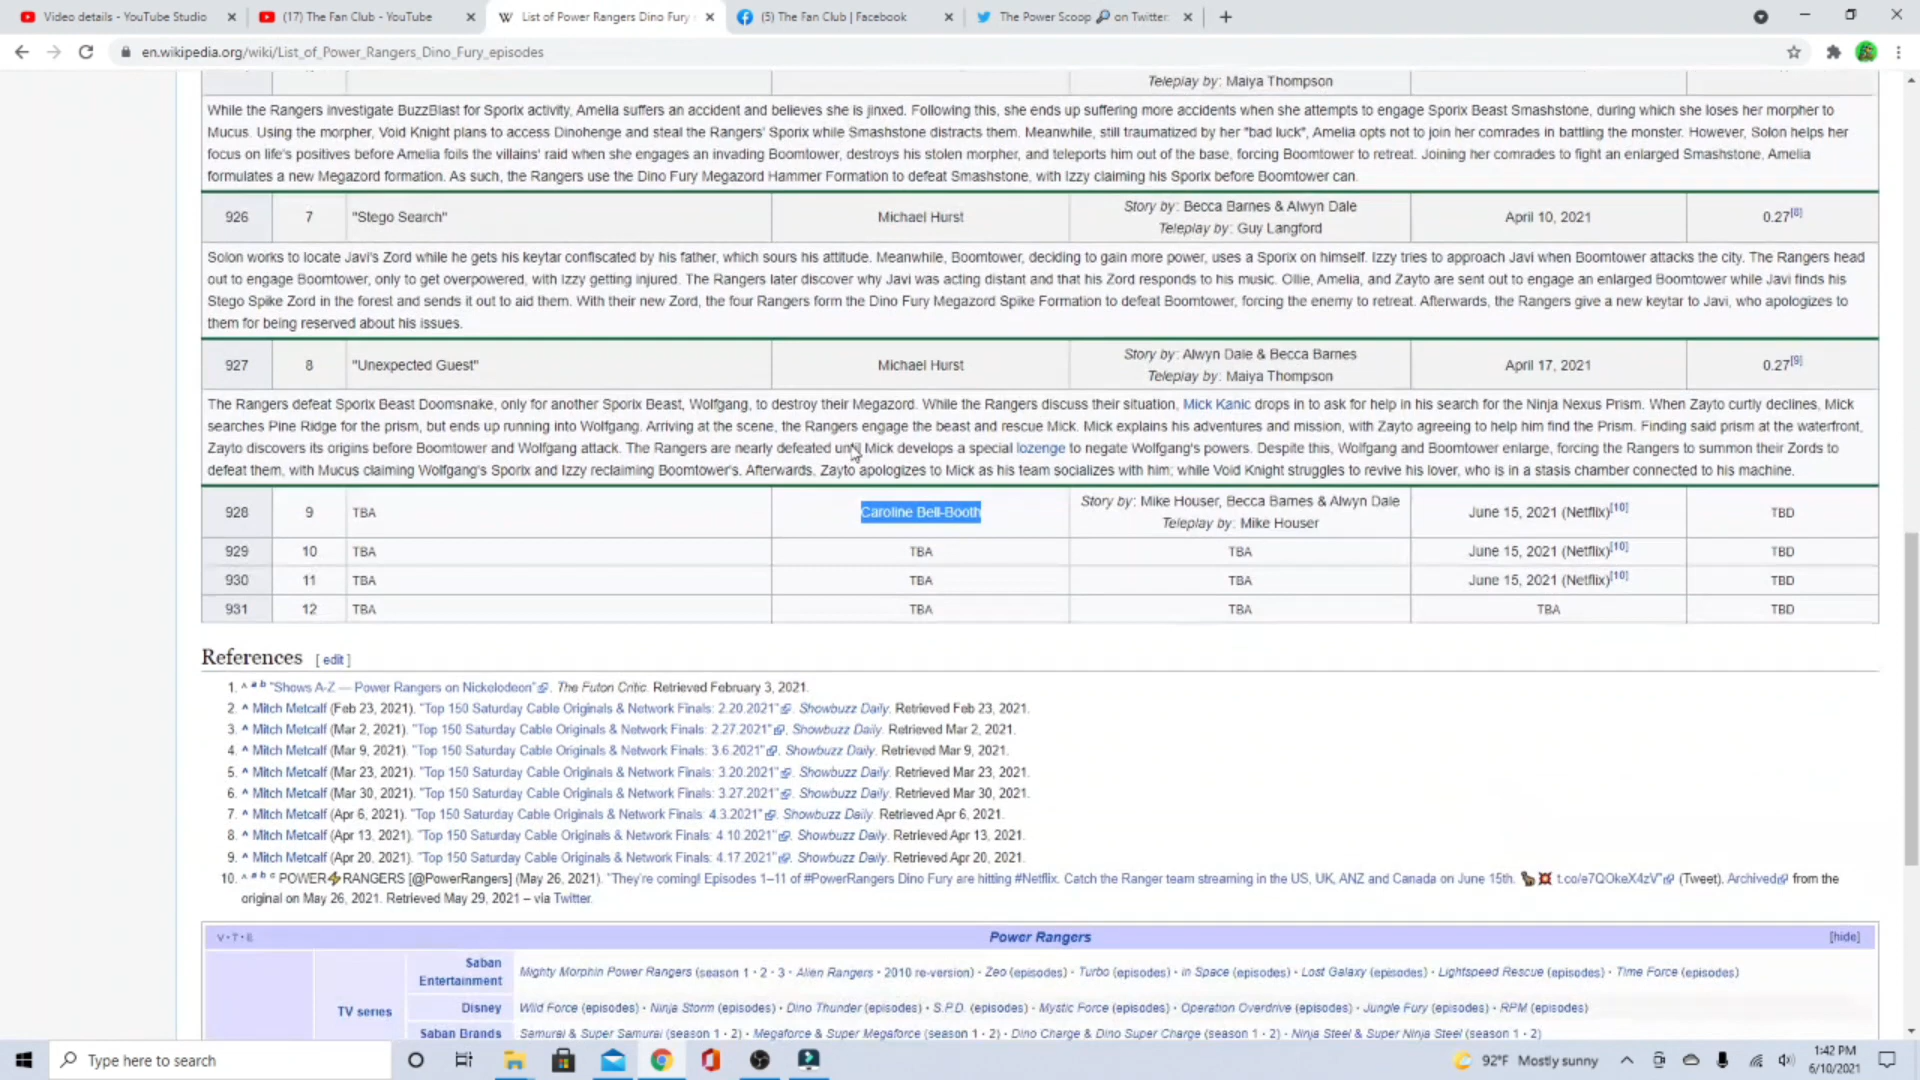 Video details - YouTube Studio
(17) The Fan Club - YouTube
List of Power Rangers Dino Fury
(5) The Fan Club | Facebook
The Power Scoop 🔎 on Twitter:
en.wikipedia.org/wiki/List_of_Power_Rangers_Dino_Fury_episodes
Teleplay by: Maiya Thompson
While the Rangers investigate BuzzBlast for Sporix activity, Amelia suffers an accident and believes she is jinxed. Following this, she ends up suffering more accidents when she attempts to engage Sporix Beast Smashstone, during which she loses her morpher to
Mucus. Using the morpher, Void Knight plans to access Dinohenge and steal the Rangers' Sporix while Smashstone distracts them. Meanwhile, still traumatized by her "bad luck", Amelia opts not to join her comrades in battling the monster. However, Solon helps her
focus on life's positives before Amelia foils the villains' raid when she engages an invading Boomtower, destroys his stolen morpher, and teleports him out of the base, forcing Boomtower to retreat. Joining her comrades to fight an enlarged Smashstone, Amelia
formulates a new Megazord formation. As such, the Rangers use the Dino Fury Megazord Hammer Formation to defeat Smashstone, with Izzy claiming his Sporix before Boomtower can.
926 7 "Stego Search" Michael Hurst Story by: Becca Barnes & Alwyn Dale April 10, 2021 0.27[8]
Teleplay by: Guy Langford
Solon works to locate Javi's Zord while he gets his keytar confiscated by his father, which sours his attitude. Meanwhile, Boomtower, deciding to gain more power, uses a Sporix on himself. Izzy tries to approach Javi when Boomtower attacks the city. The Rangers head
out to engage Boomtower, only to get overpowered, with Izzy getting injured. The Rangers later discover why Javi was acting distant and that his Zord responds to his music. Ollie, Amelia, and Zayto are sent out to engage an enlarged Boomtower while Javi finds his
Stego Spike Zord in the forest and sends it out to aid them. With their new Zord, the four Rangers form the Dino Fury Megazord Spike Formation to defeat Boomtower, forcing the enemy to retreat. Afterwards, the Rangers give a new keytar to Javi, who apologizes to
them for being reserved about his issues.
927 8 "Unexpected Guest" Michael Hurst Story by: Alwyn Dale & Becca Barnes April 17, 2021 0.27[9]
Teleplay by: Maiya Thompson
The Rangers defeat Sporix Beast Doomsnake, only for another Sporix Beast, Wolfgang, to destroy their Megazord. While the Rangers discuss their situation, Mick Kanic drops in to ask for help in his search for the Ninja Nexus Prism. When Zayto curtly declines, Mick
searches Pine Ridge for the prism, but ends up running into Wolfgang. Arriving at the scene, the Rangers engage the beast and rescue Mick. Mick explains his adventures and mission, with Zayto agreeing to help him find the Prism. Finding said prism at the waterfront,
Zayto discovers its origins before Boomtower and Wolfgang attack. The Rangers are nearly defeated until Mick develops a special lozenge to negate Wolfgang's powers. Despite this, Wolfgang and Boomtower enlarge, forcing the Rangers to summon their Zords to
defeat them, with Mucus claiming Wolfgang's Sporix and Izzy reclaiming Boomtower's. Afterwards, Zayto apologizes to Mick as his team socializes with him; while Void Knight struggles to revive his lover, who is in a stasis chamber connected to his machine.
928 9 TBA Caroline Bell-Booth Story by: Mike Houser, Becca Barnes & Alwyn Dale June 15, 2021 (Netflix)[10] TBD
Teleplay by: Mike Houser
929 10 TBA TBA TBA June 15, 2021 (Netflix)[10] TBD
930 11 TBA TBA TBA June 15, 2021 (Netflix)[10] TBD
931 12 TBA TBA TBA TBA TBD
References [ edit ]
1. ^ a b "Shows A-Z — Power Rangers on Nickelodeon". The Futon Critic. Retrieved February 3, 2021.
2. ^ Mitch Metcalf (Feb 23, 2021). "Top 150 Saturday Cable Originals & Network Finals: 2.20.2021". Showbuzz Daily. Retrieved Feb 23, 2021.
3. ^ Mitch Metcalf (Mar 2, 2021). "Top 150 Saturday Cable Originals & Network Finals: 2.27.2021". Showbuzz Daily. Retrieved Mar 2, 2021.
4. ^ Mitch Metcalf (Mar 9, 2021). "Top 150 Saturday Cable Originals & Network Finals: 3.6.2021". Showbuzz Daily. Retrieved Mar 9, 2021.
5. ^ Mitch Metcalf (Mar 23, 2021). "Top 150 Saturday Cable Originals & Network Finals: 3.20.2021". Showbuzz Daily. Retrieved Mar 23, 2021.
6. ^ Mitch Metcalf (Mar 30, 2021). "Top 150 Saturday Cable Originals & Network Finals: 3.27.2021". Showbuzz Daily. Retrieved Mar 30, 2021.
7. ^ Mitch Metcalf (Apr 6, 2021). "Top 150 Saturday Cable Originals & Network Finals: 4.3.2021". Showbuzz Daily. Retrieved Apr 6, 2021.
8. ^ Mitch Metcalf (Apr 13, 2021). "Top 150 Saturday Cable Originals & Network Finals: 4.10.2021". Showbuzz Daily. Retrieved Apr 13, 2021.
9. ^ Mitch Metcalf (Apr 20, 2021). "Top 150 Saturday Cable Originals & Network Finals: 4.17.2021". Showbuzz Daily. Retrieved Apr 20, 2021.
10. ^ a b c POWER⚡RANGERS [@PowerRangers] (May 26, 2021). "They're coming! Episodes 1–11 of #PowerRangers Dino Fury are hitting #Netflix. Catch the Ranger team streaming in the US, UK, ANZ and Canada on June 15th. 🦖💥 t.co/e7QOkeX4zV" (Tweet). Archived from the
original on May 26, 2021. Retrieved May 29, 2021 – via Twitter.
V · T · E Power Rangers [hide]
TV series
Saban Entertainment Mighty Morphin Power Rangers (season 1 · 2 · 3 · Alien Rangers · 2010 re-version) · Zeo (episodes) · Turbo (episodes) · in Space (episodes) · Lost Galaxy (episodes) · Lightspeed Rescue (episodes) · Time Force (episodes)
Disney Wild Force (episodes) · Ninja Storm (episodes) · Dino Thunder (episodes) · S.P.D. (episodes) · Mystic Force (episodes) · Operation Overdrive (episodes) · Jungle Fury (episodes) · RPM (episodes)
Saban Brands Samurai & Super Samurai (season 1 · 2) · Megaforce & Super Megaforce (season 1 · 2) · Dino Charge & Dino Super Charge (season 1 · 2) · Ninja Steel & Super Ninja Steel (season 1 · 2)
Type here to search
92°F Mostly sunny
1:42 PM
6/10/2021